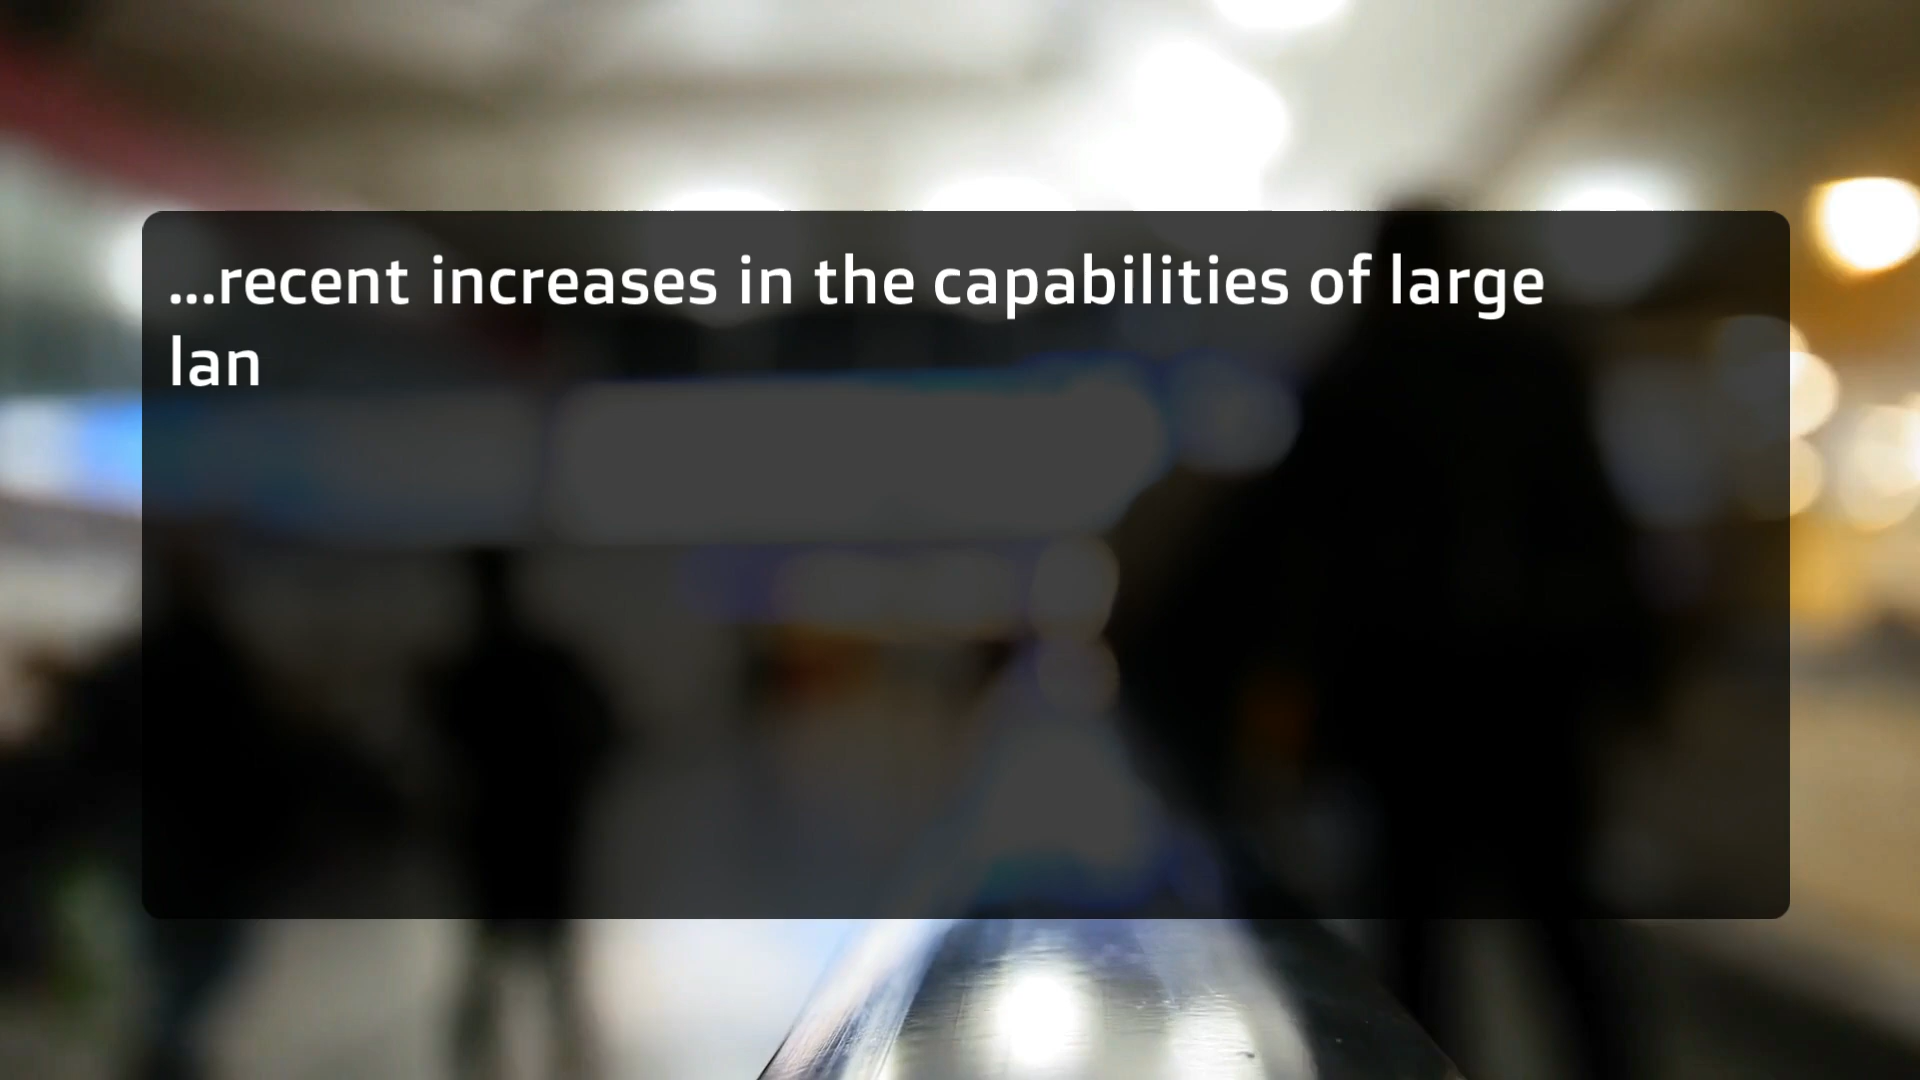 ...recent increases in the capabilities of large
lan